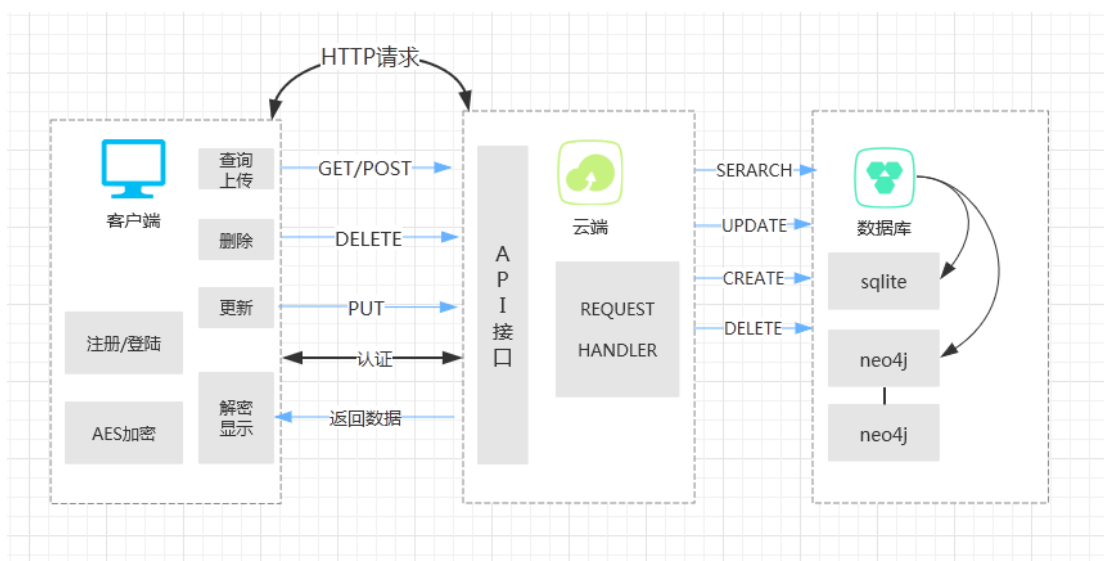 HTTP请求
客户端
查询
上传
删除
更新
注册/登陆
AES加密
解密
显示
GET/POST
DELETE
PUT
认证
返回数据
A
P
I
接
口
云端
REQUEST
HANDLER
SERARCH
UPDATE
CREATE
DELETE
数据库
sqlite
neo4j
neo4j